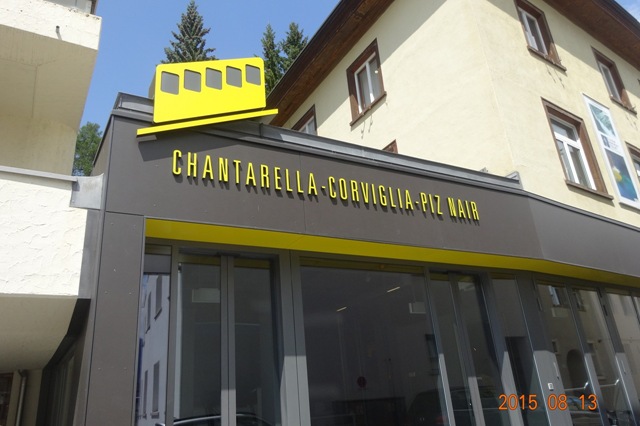 CHANTARELLA-CORVIGLIA-PIZ NAIR
2015 08 13